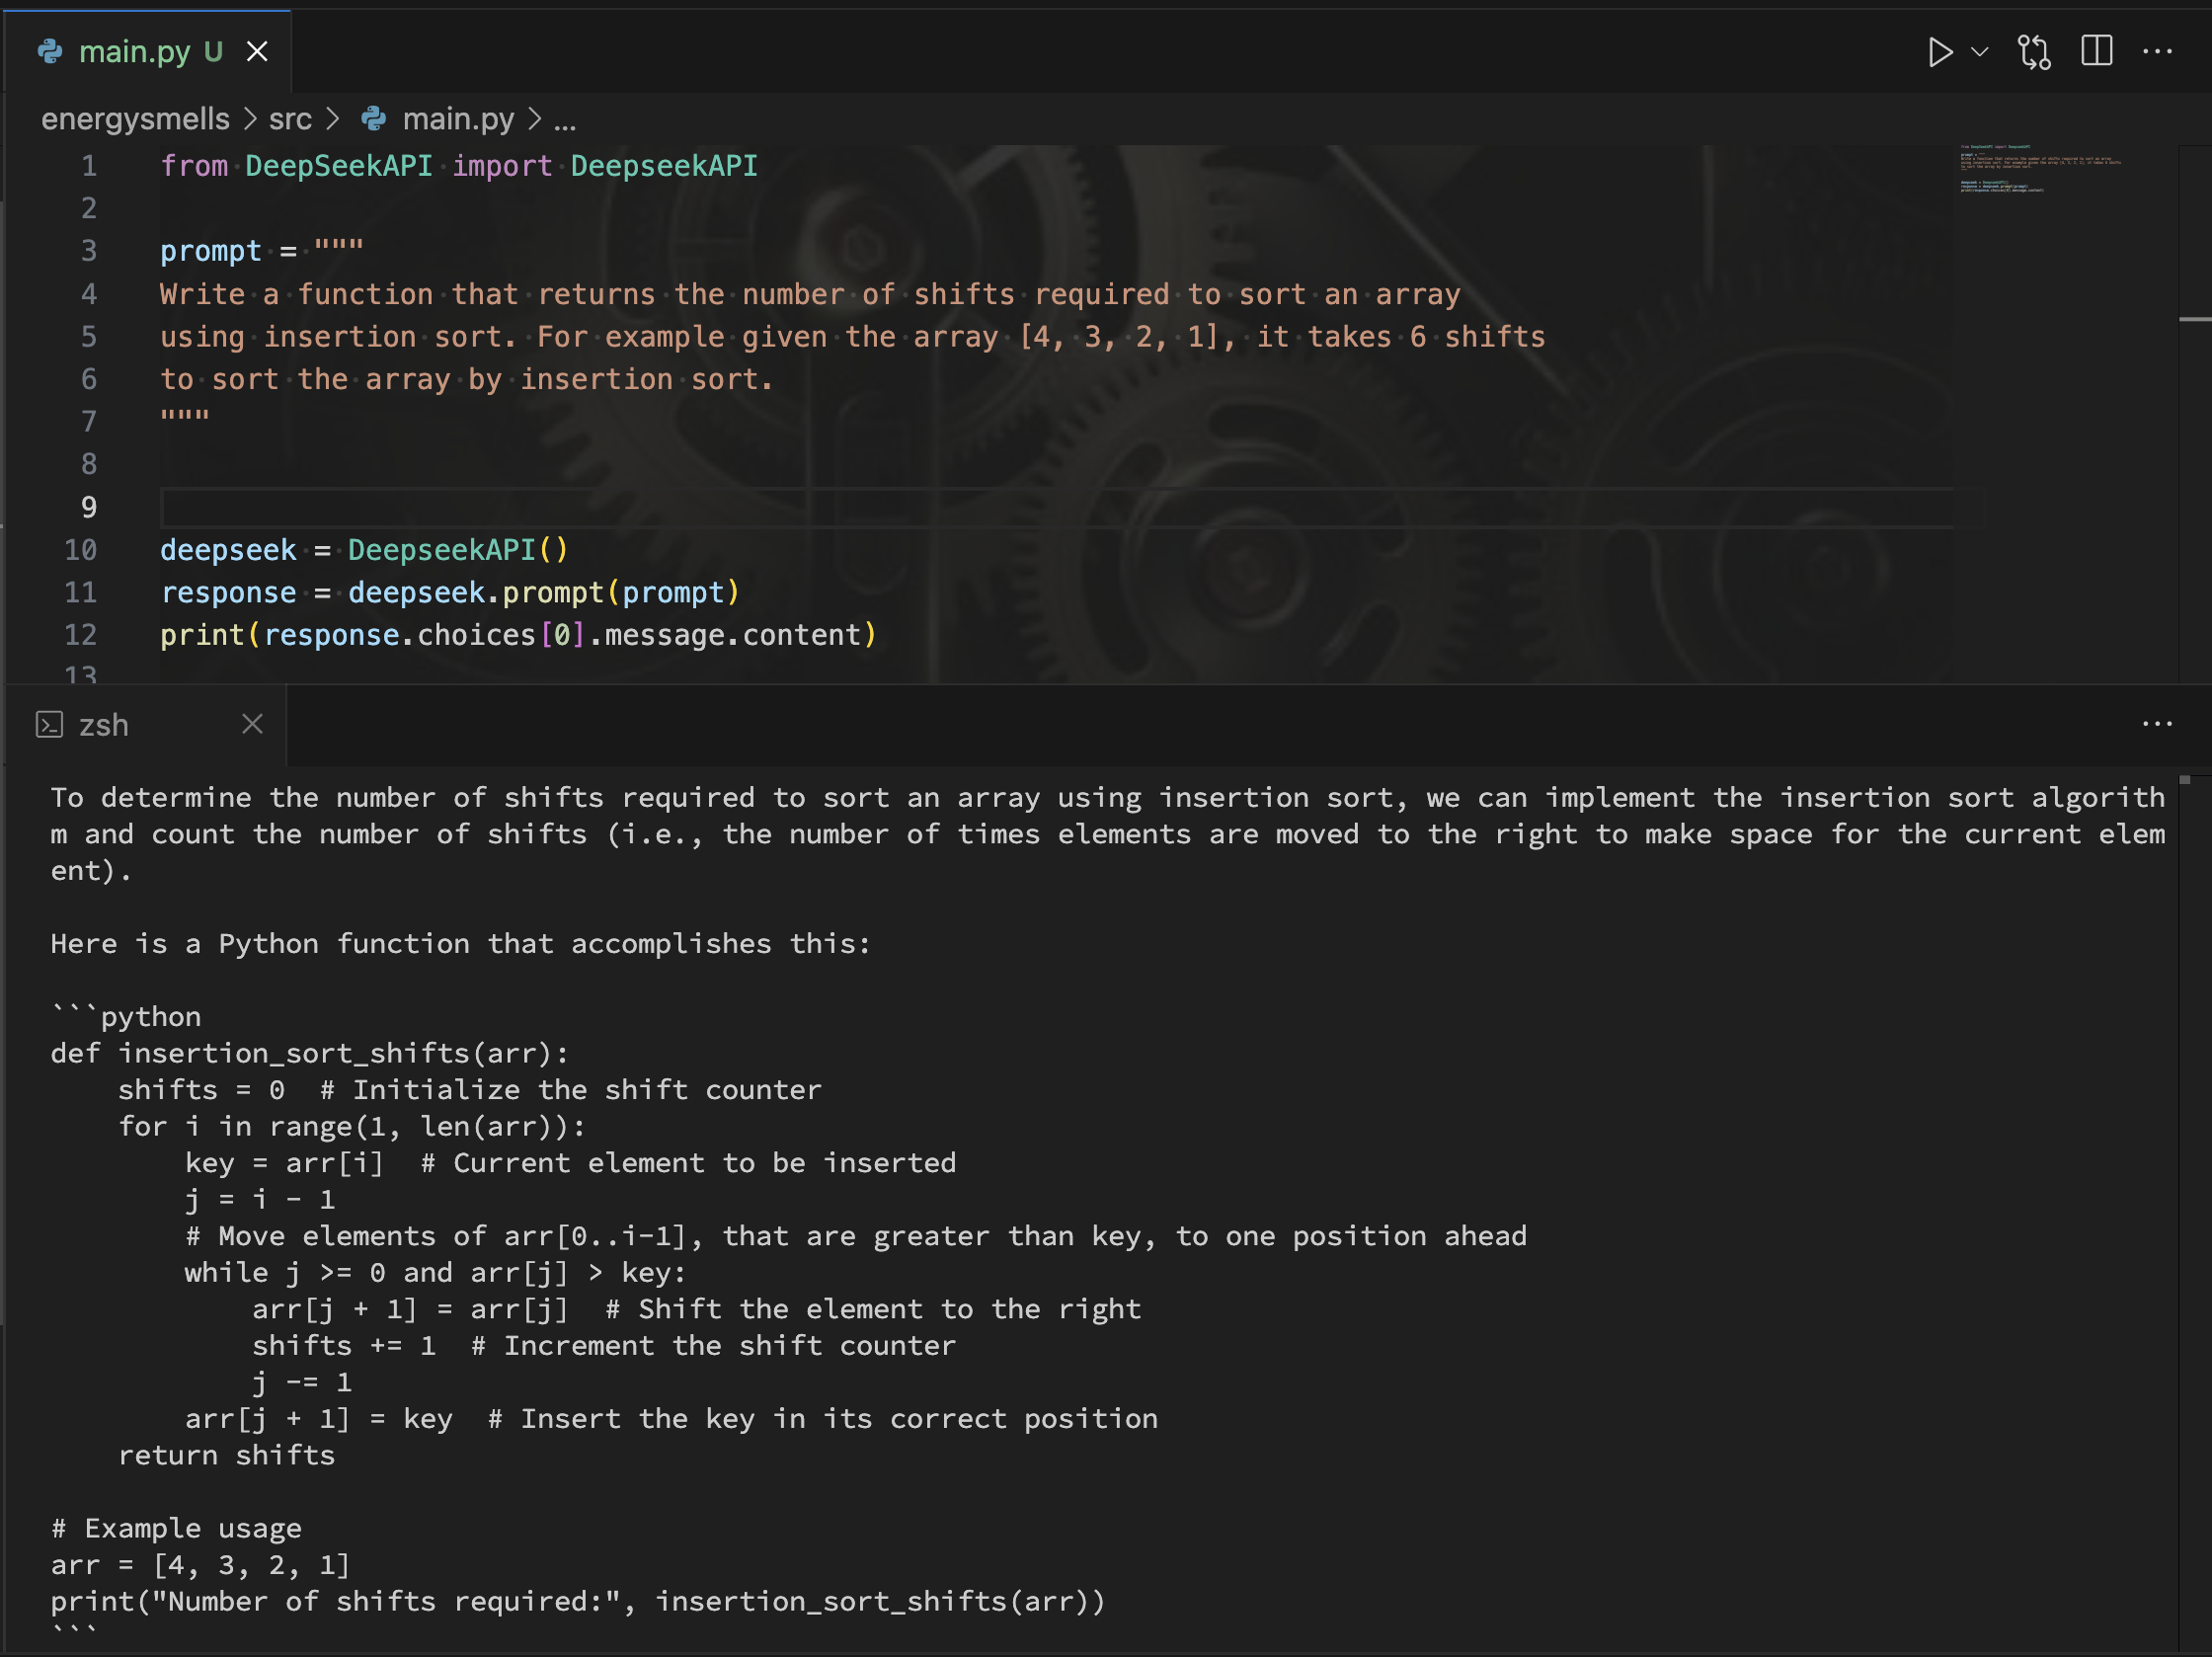 main.py U
energysmells > src > main.py > ...
1 from DeepSeekAPI import DeepseekAPI
2
3 prompt = """
4 Write a function that returns the number of shifts required to sort an array
5 using insertion sort. For example given the array [4, 3, 2, 1], it takes 6 shifts
6 to sort the array by insertion sort.
7 """
8
9
10 deepseek = DeepseekAPI()
11 response = deepseek.prompt(prompt)
12 print(response.choices[0].message.content)
13
zsh
To determine the number of shifts required to sort an array using insertion sort, we can implement the insertion sort algorith
m and count the number of shifts (i.e., the number of times elements are moved to the right to make space for the current elem
ent).
Here is a Python function that accomplishes this:
```python
def insertion_sort_shifts(arr):
    shifts = 0  # Initialize the shift counter
    for i in range(1, len(arr)):
        key = arr[i]  # Current element to be inserted
        j = i - 1
        # Move elements of arr[0..i-1], that are greater than key, to one position ahead
        while j >= 0 and arr[j] > key:
            arr[j + 1] = arr[j]  # Shift the element to the right
            shifts += 1  # Increment the shift counter
            j -= 1
        arr[j + 1] = key  # Insert the key in its correct position
    return shifts
# Example usage
arr = [4, 3, 2, 1]
print("Number of shifts required:", insertion_sort_shifts(arr))
```